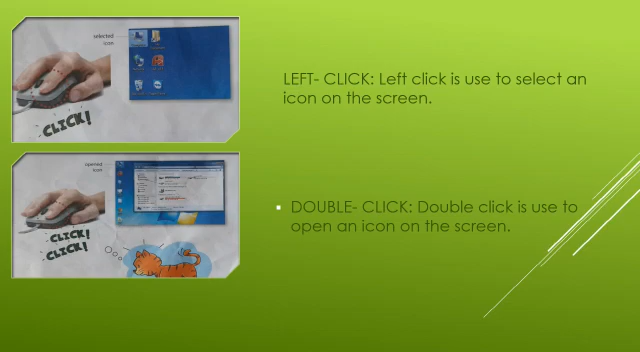 selected
icon
CLICK!
LEFT- CLICK: Left click is use to select an
icon on the screen.
opened
icon
CLICK!
CLICK!
DOUBLE- CLICK: Double click is use to
open an icon on the screen.